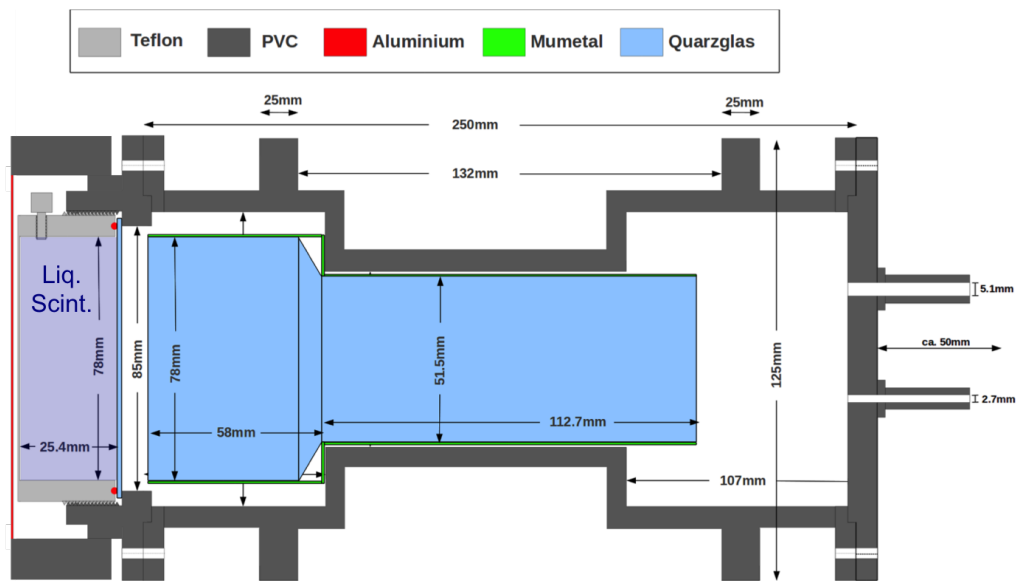 Teflon PVC Aluminium Mumetal Quarzglas
25mm 25mm
250mm
132mm
Liq.
Scint.
5.1mm
78mm
85mm
78mm
51.5mm
125mm
ca. 50mm
2.7mm
112.7mm
58mm
25.4mm
107mm